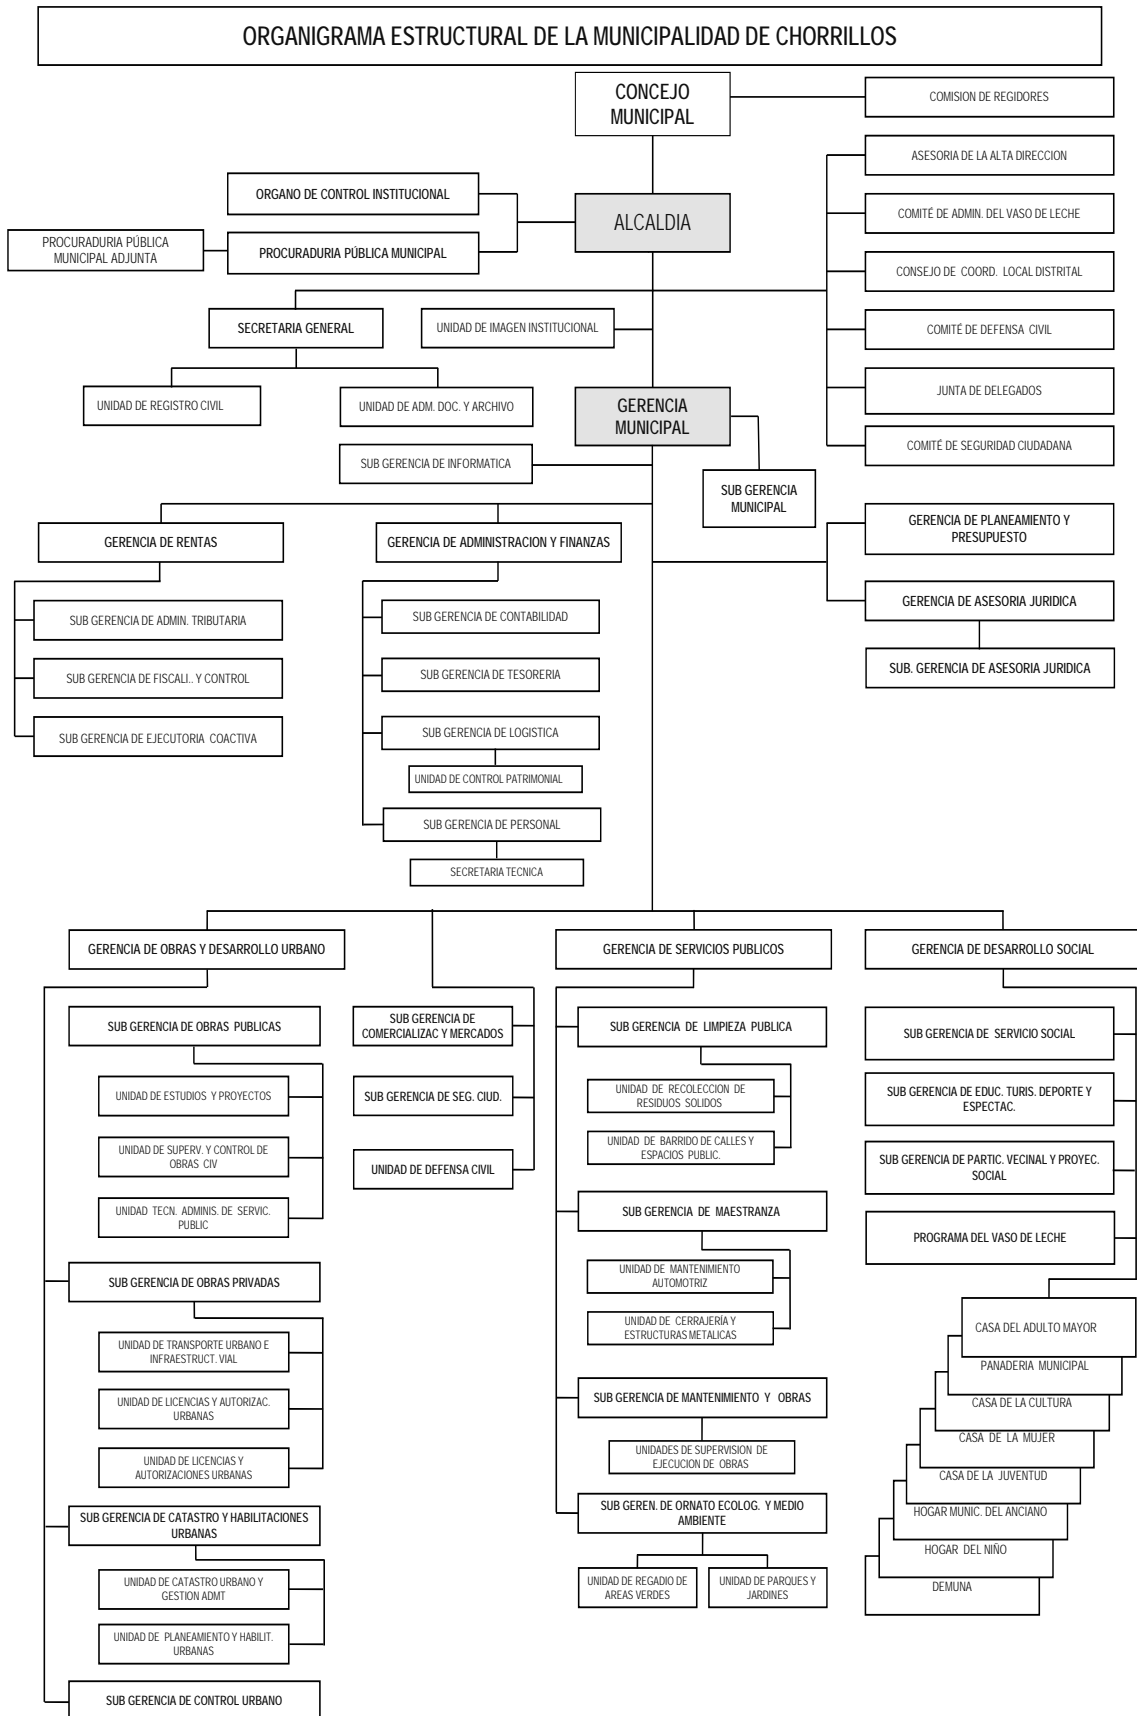 ORGANIGRAMA ESTRUCTURAL DE LA MUNICIPALIDAD DE CHORRILLOS
CONCEJO
MUNICIPAL
COMISION DE REGIDORES
ASESORIA DE LA ALTA DIRECCION
ORGANO DE CONTROL INSTITUCIONAL
ALCALDIA
COMITÉ DE ADMIN. DEL VASO DE LECHE
PROCURADURIA PÚBLICA
MUNICIPAL ADJUNTA
PROCURADURIA PÚBLICA MUNICIPAL
CONSEJO DE COORD. LOCAL DISTRITAL
SECRETARIA GENERAL
UNIDAD DE IMAGEN INSTITUCIONAL
COMITÉ DE DEFENSA CIVIL
UNIDAD DE REGISTRO CIVIL
UNIDAD DE ADM. DOC. Y ARCHIVO
GERENCIA
MUNICIPAL
JUNTA DE DELEGADOS
COMITÉ DE SEGURIDAD CIUDADANA
SUB GERENCIA DE INFORMATICA
SUB GERENCIA
MUNICIPAL
GERENCIA DE RENTAS
GERENCIA DE ADMINISTRACION Y FINANZAS
GERENCIA DE PLANEAMIENTO Y
PRESUPUESTO
SUB GERENCIA DE ADMIN. TRIBUTARIA
SUB GERENCIA DE CONTABILIDAD
GERENCIA DE ASESORIA JURIDICA
SUB GERENCIA DE FISCALI.. Y CONTROL
SUB GERENCIA DE TESORERIA
SUB. GERENCIA DE ASESORIA JURIDICA
SUB GERENCIA DE EJECUTORIA COACTIVA
SUB GERENCIA DE LOGISTICA
UNIDAD DE CONTROL PATRIMONIAL
SUB GERENCIA DE PERSONAL
SECRETARIA TECNICA
GERENCIA DE OBRAS Y DESARROLLO URBANO
GERENCIA DE SERVICIOS PUBLICOS
GERENCIA DE DESARROLLO SOCIAL
SUB GERENCIA DE OBRAS PUBLICAS
UNIDAD DE ESTUDIOS Y PROYECTOS
UNIDAD DE SUPERV. Y CONTROL DE
OBRAS CIV
UNIDAD TECN. ADMINIS. DE SERVIC.
PUBLIC
SUB GERENCIA DE OBRAS PRIVADAS
UNIDAD DE TRANSPORTE URBANO E
INFRAESTRUCT. VIAL
UNIDAD DE LICENCIAS Y AUTORIZAC.
URBANAS
UNIDAD DE LICENCIAS Y
AUTORIZACIONES URBANAS
SUB GERENCIA DE CATASTRO Y HABILITACIONES
URBANAS
UNIDAD DE CATASTRO URBANO Y
GESTION ADMT
UNIDAD DE PLANEAMIENTO Y HABILIT.
URBANAS
SUB GERENCIA DE CONTROL URBANO
SUB GERENCIA DE
COMERCIALIZAC Y MERCADOS
SUB GERENCIA DE SEG. CIUD.
UNIDAD DE DEFENSA CIVIL
SUB GERENCIA DE LIMPIEZA PUBLICA
UNIDAD DE RECOLECCION DE
RESIDUOS SOLIDOS
UNIDAD DE BARRIDO DE CALLES Y
ESPACIOS PUBLIC.
SUB GERENCIA DE MAESTRANZA
UNIDAD DE MANTENIMIENTO
AUTOMOTRIZ
UNIDAD DE CERRAJERÍA Y
ESTRUCTURAS METALICAS
SUB GERENCIA DE MANTENIMIENTO Y OBRAS
UNIDADES DE SUPERVISION DE
EJECUCION DE OBRAS
SUB GEREN. DE ORNATO ECOLOG. Y MEDIO
AMBIENTE
UNIDAD DE REGADIO DE
AREAS VERDES
UNIDAD DE PARQUES Y
JARDINES
SUB GERENCIA DE SERVICIO SOCIAL
SUB GERENCIA DE EDUC. TURIS. DEPORTE Y
ESPECTAC.
SUB GERENCIA DE PARTIC. VECINAL Y PROYEC.
SOCIAL
PROGRAMA DEL VASO DE LECHE
CASA DEL ADULTO MAYOR
PANADERIA MUNICIPAL
CASA DE LA CULTURA
CASA DE LA MUJER
CASA DE LA JUVENTUD
HOGAR MUNIC. DEL ANCIANO
HOGAR DEL NIÑO
DEMUNA